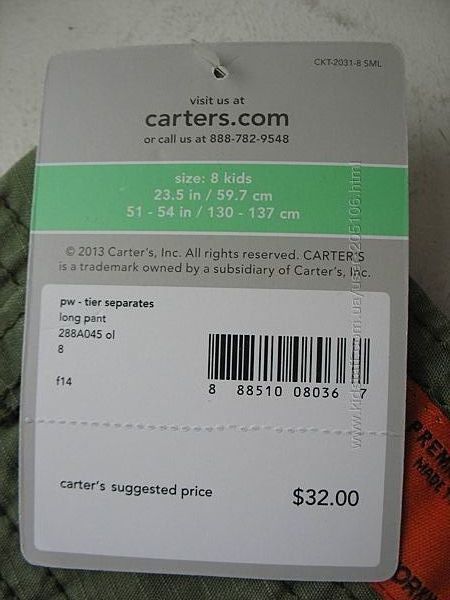 CKT-2031-8 SML
visit us at
carters.com
or call us at 888-782-9548
size: 8 kids
23.5 in / 59.7 cm
51 - 54 in / 130 - 137 cm
© 2013 Carter's, Inc. All rights reserved. CARTER'S
is a trademark owned by a subsidiary of Carter's, Inc.
pw - tier separates
long pant
288A045 ol
8
f14
8 88510 08036 7
carter's suggested price
$32.00